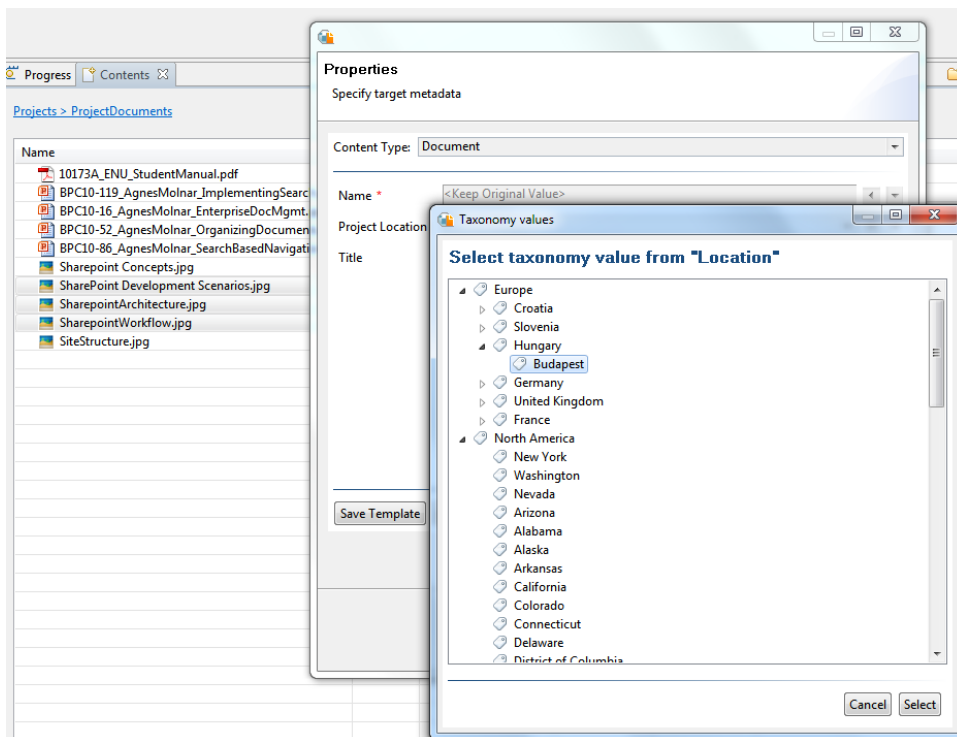 Progress
Contents
Projects > ProjectDocuments
Name
10173A_ENU_StudentManual.pdf
BPC10-119_AgnesMolnar_ImplementingSearc
BPC10-16_AgnesMolnar_EnterpriseDocMgmt.
BPC10-52_AgnesMolnar_OrganizingDocumen
BPC10-86_AgnesMolnar_SearchBasedNavigati
Sharepoint Concepts.jpg
SharePoint Development Scenarios.jpg
SharepointArchitecture.jpg
SharepointWorkflow.jpg
SiteStructure.jpg
Properties
Specify target metadata
Content Type: Document
Name * <Keep Original Value>
Project Location
Title
Save Template
Taxonomy values
Select taxonomy value from "Location"
Europe
Croatia
Slovenia
Hungary
Budapest
Germany
United Kingdom
France
North America
New York
Washington
Nevada
Arizona
Alabama
Alaska
Arkansas
California
Colorado
Connecticut
Delaware
District of Columbia
Cancel Select